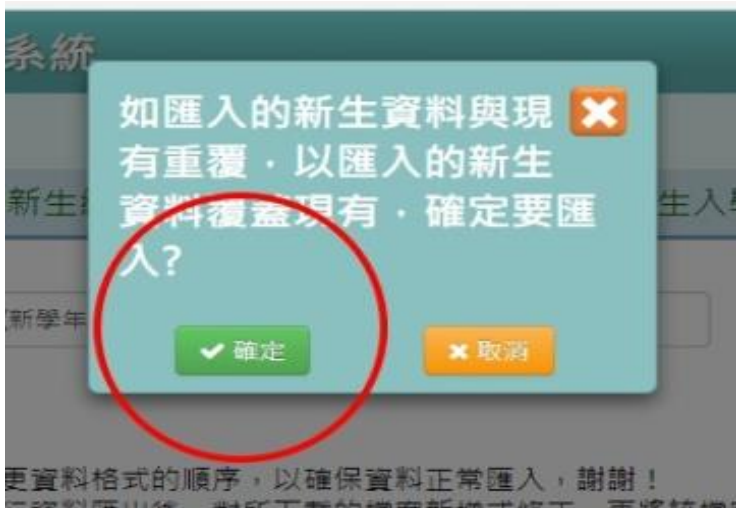 系統
如匯入的新生資料與現
有重覆，以匯入的新生
資料覆蓋現有，確定要匯
入?
新生
生入學
新學年
確定
取消
更資料格式的順序，以確保資料正常匯入，謝謝！